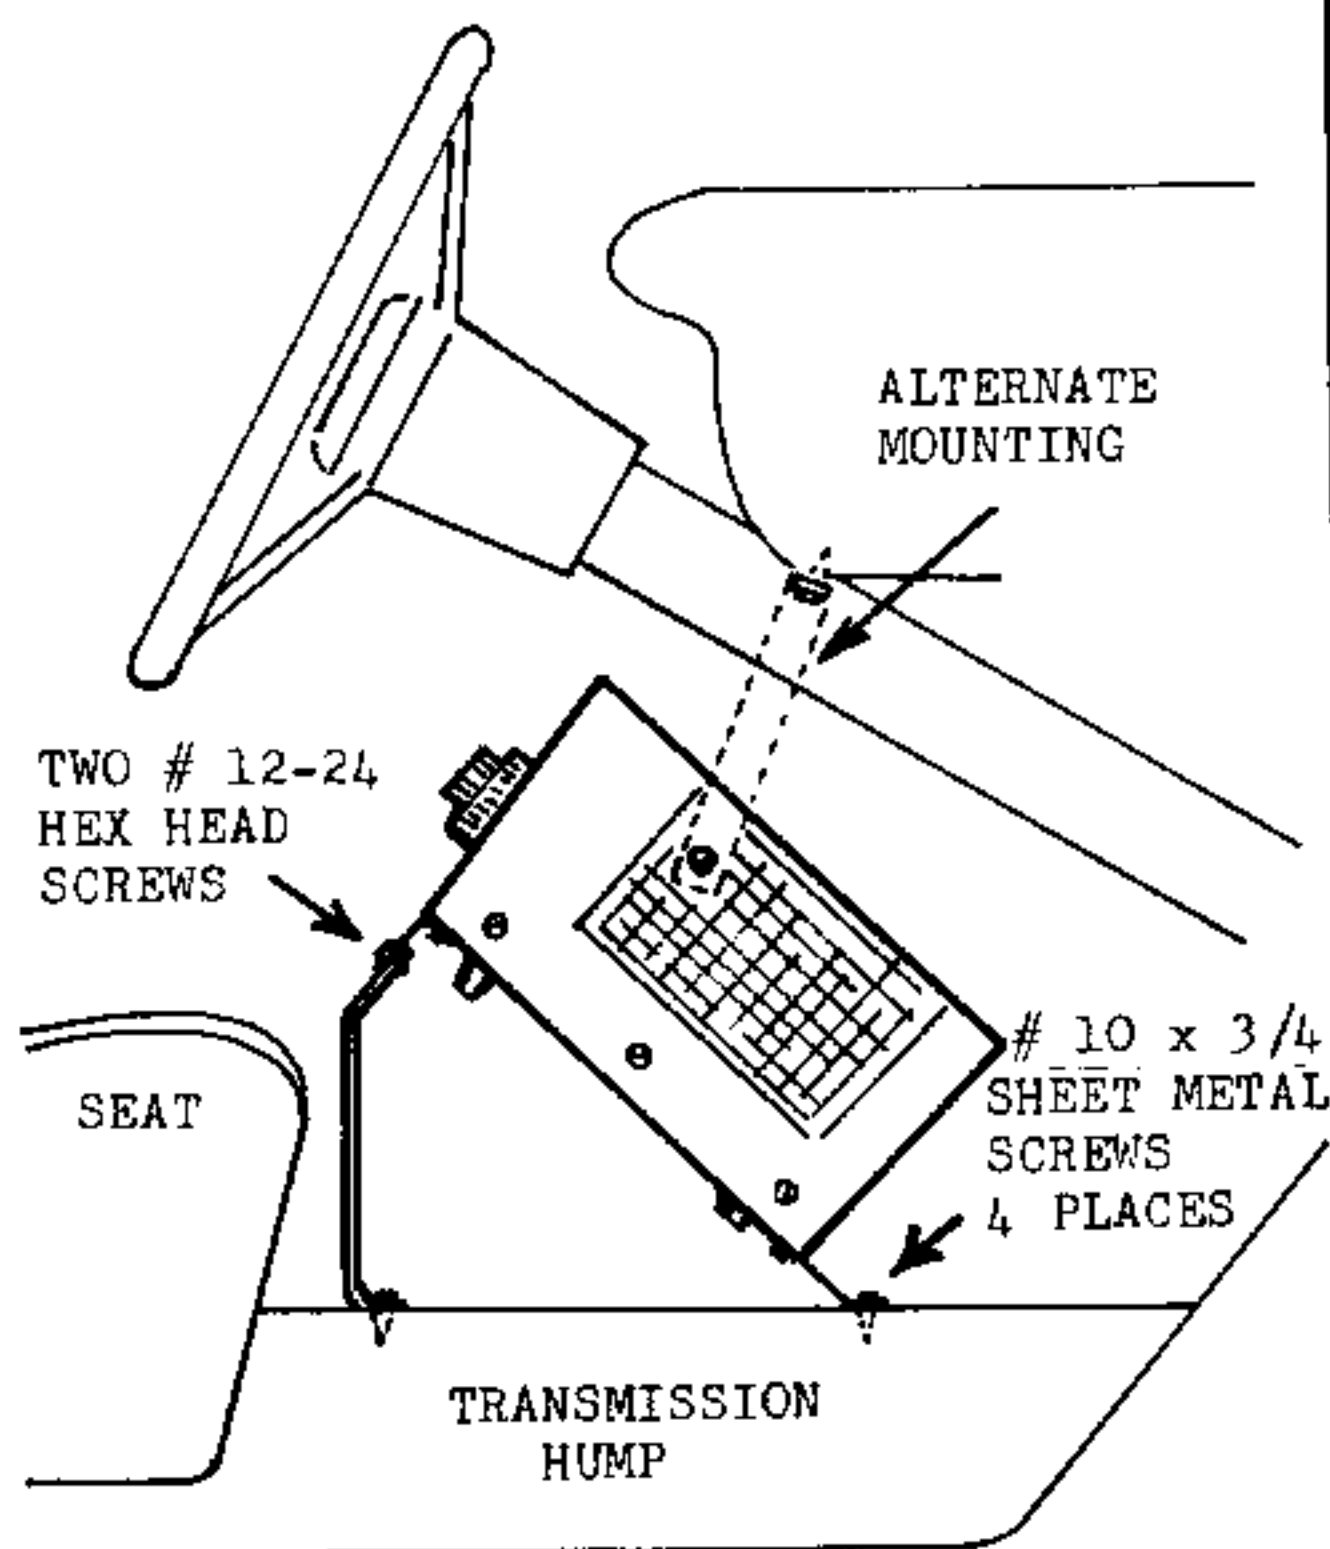 ALTERNATE
MOUNTING
TWO # 12-24
HEX HEAD
SCREWS
# 10 x 3/4
SHEET METAL
SCREWS
4 PLACES
SEAT
TRANSMISSION
HUMP